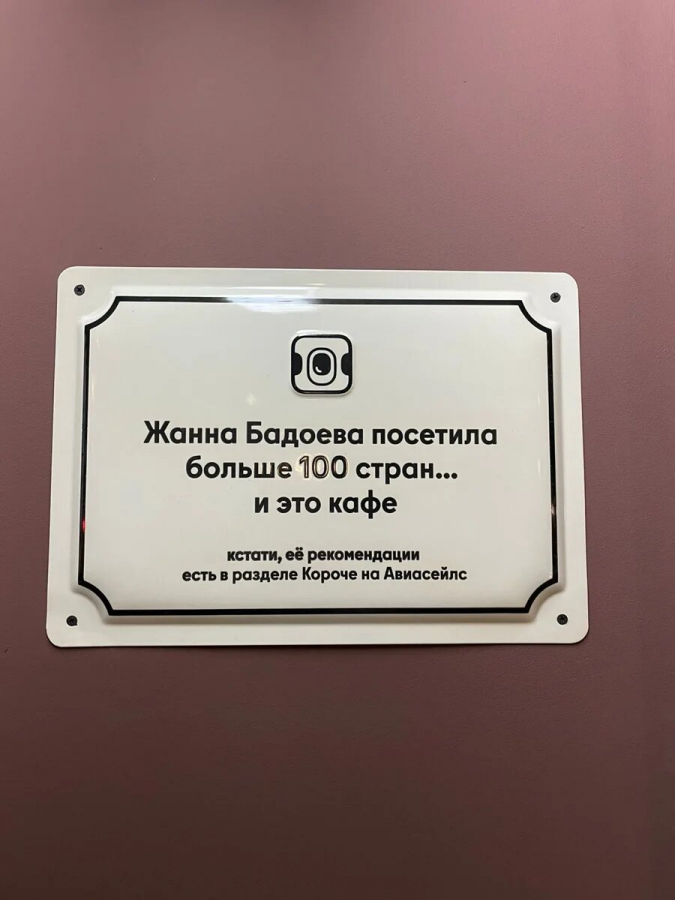 Жанна Бадоева посетила
больше 100 стран...
и это кафе
кстати, её рекомендации
есть в разделе Короче на Авиасейлс